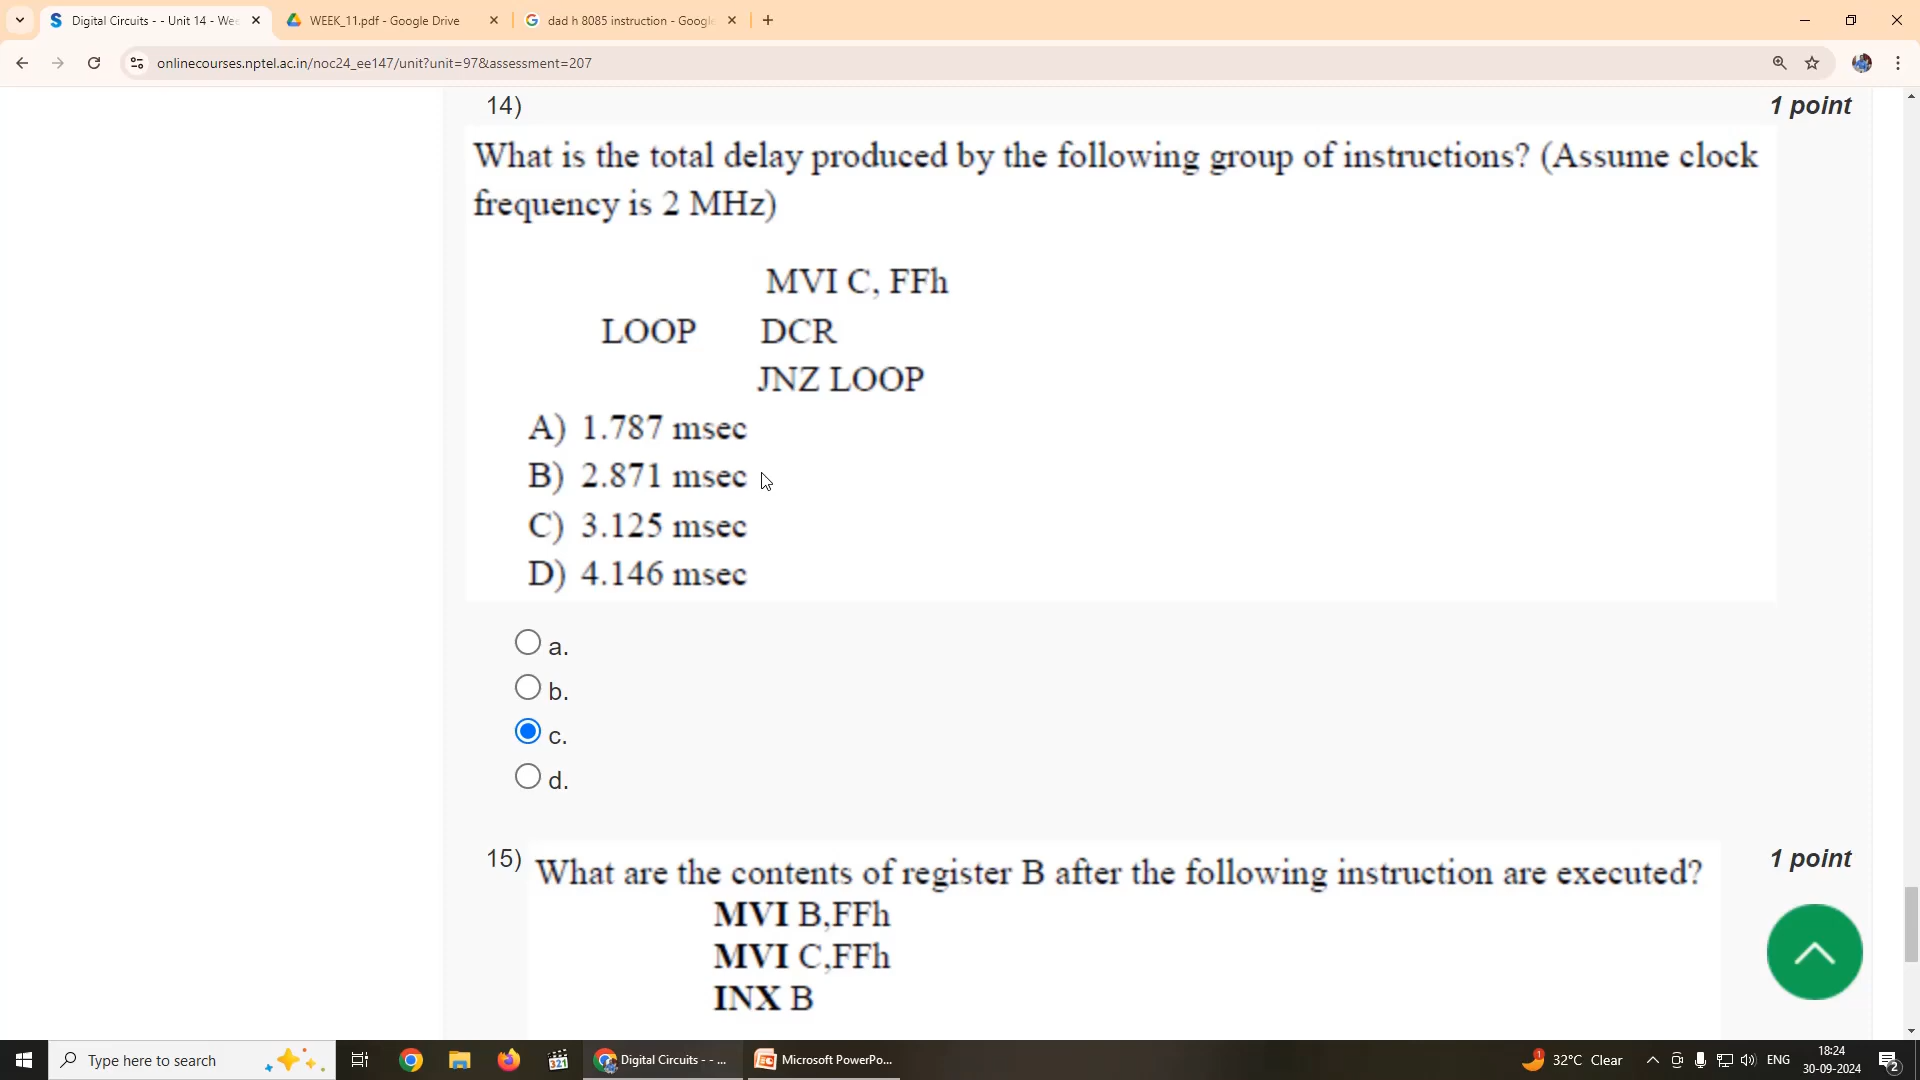 Digital Circuits - - Unit 14 - Wee
WEEK_11.pdf - Google Drive
dad h 8085 instruction - Google
onlinecourses.nptel.ac.in/noc24_ee147/unit?unit=97&assessment=207
14)
1 point
What is the total delay produced by the following group of instructions? (Assume clock
frequency is 2 MHz)
MVI C, FFh
LOOP DCR
JNZ LOOP
A) 1.787 msec
B) 2.871 msec
C) 3.125 msec
D) 4.146 msec
a.
b.
c.
d.
15) What are the contents of register B after the following instruction are executed?
1 point
MVI B,FFh
MVI C,FFh
INX B
Type here to search
321
Digital Circuits - - ...
Microsoft PowerPo...
1
32°C Clear
ENG
18:24
30-09-2024
2